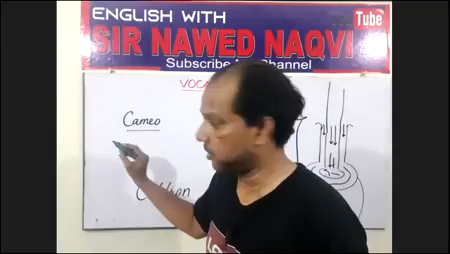 ENGLISH WITH
Tube
SIR NAWED NAQVI
Subscribe Channel
VOCA
Cameo